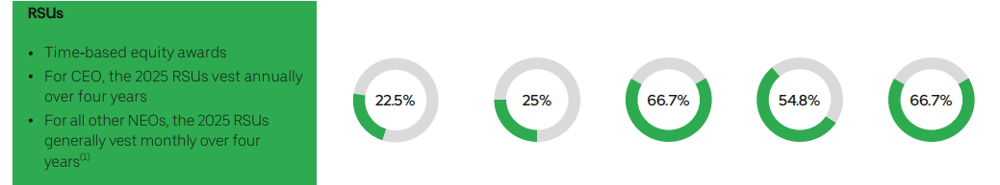 RSUs
• Time-based equity awards
• For CEO, the 2025 RSUs vest annually
over four years
• For all other NEOs, the 2025 RSUs
generally vest monthly over four
years(1)
22.5%
25%
66.7%
54.8%
66.7%